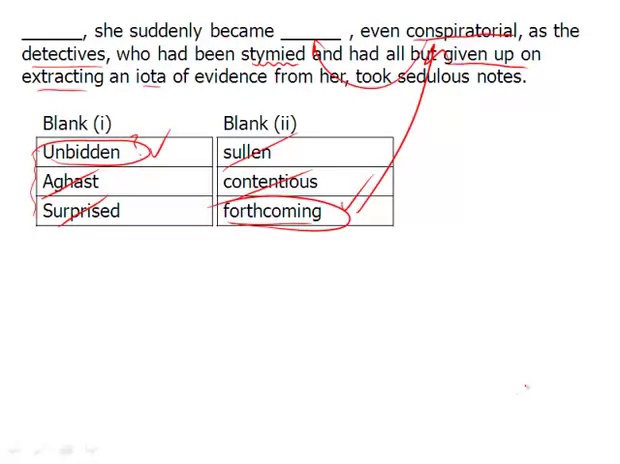 ______, she suddenly became ______ , even conspiratorial, as the
detectives, who had been stymied and had all but given up on
extracting an iota of evidence from her, took sedulous notes.
Blank (i) Blank (ii)
Unbidden sullen
Aghast contentious
Surprised forthcoming